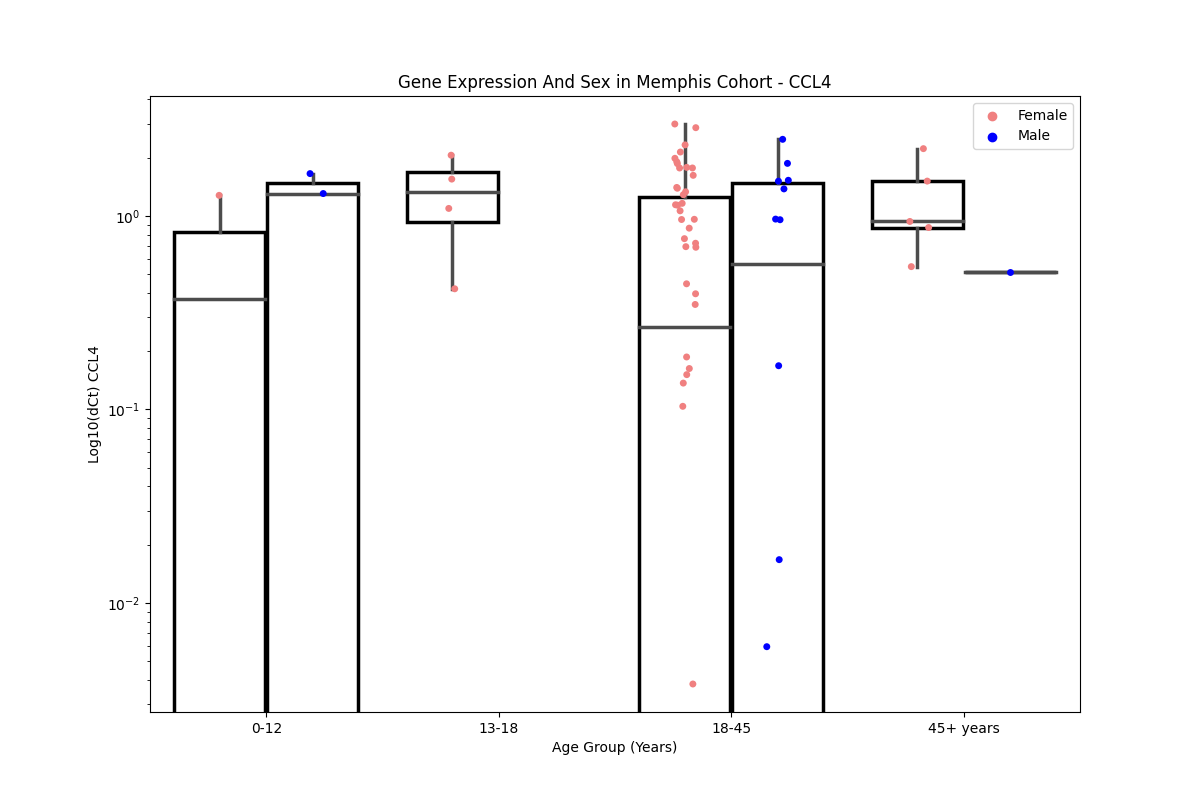 Gene Expression And Sex in Memphis Cohort - CCL4
Female
Male
10⁰
10⁻¹
10⁻²
Log10(dCt) CCL4
0-12
13-18
18-45
45+ years
Age Group (Years)